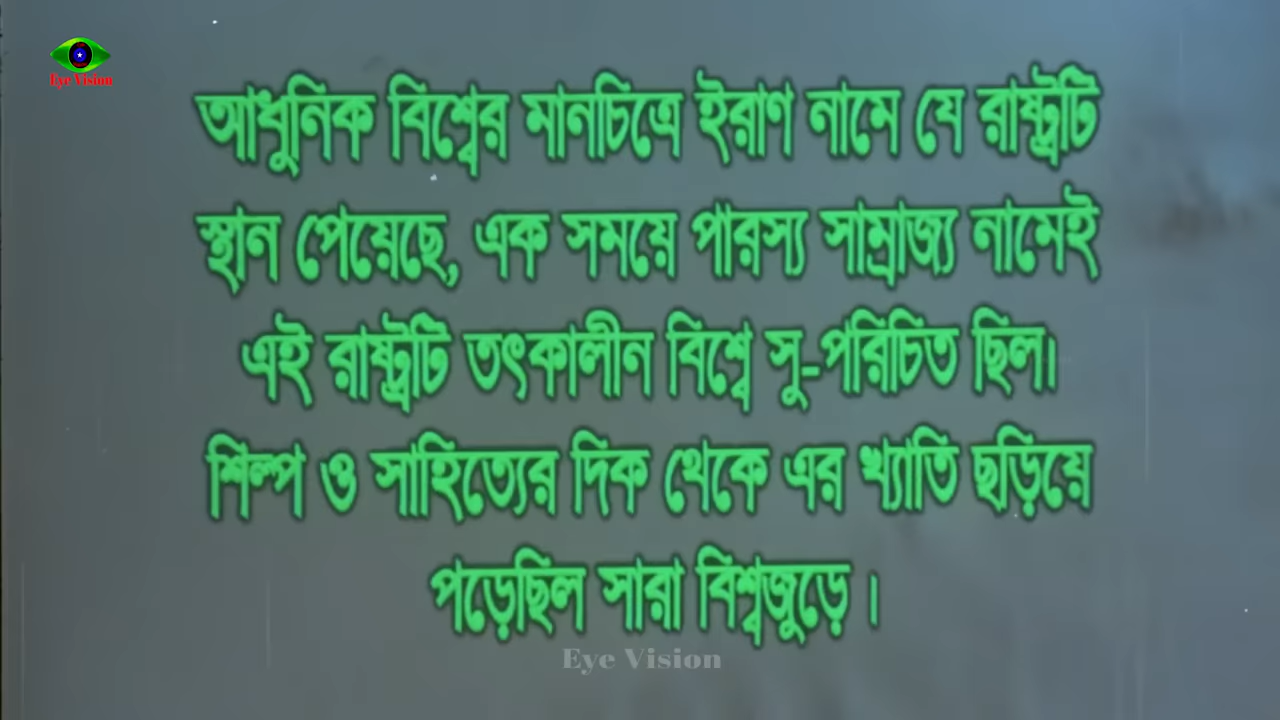 Eye Vision
আধুনিক বিশ্বের মানচিত্রে ইরাণ নামে যে রাষ্ট্রটি
স্থান পেয়েছে, এক সময়ে পারস্য সাম্রাজ্য নামেই
এই রাষ্ট্রটি তৎকালীন বিশ্বে সু-পরিচিত ছিল।
শিল্প ও সাহিত্যের দিক থেকে এর খ্যাতি ছড়িয়ে
পড়েছিল সারা বিশ্বজুড়ে ।
Eye Vision